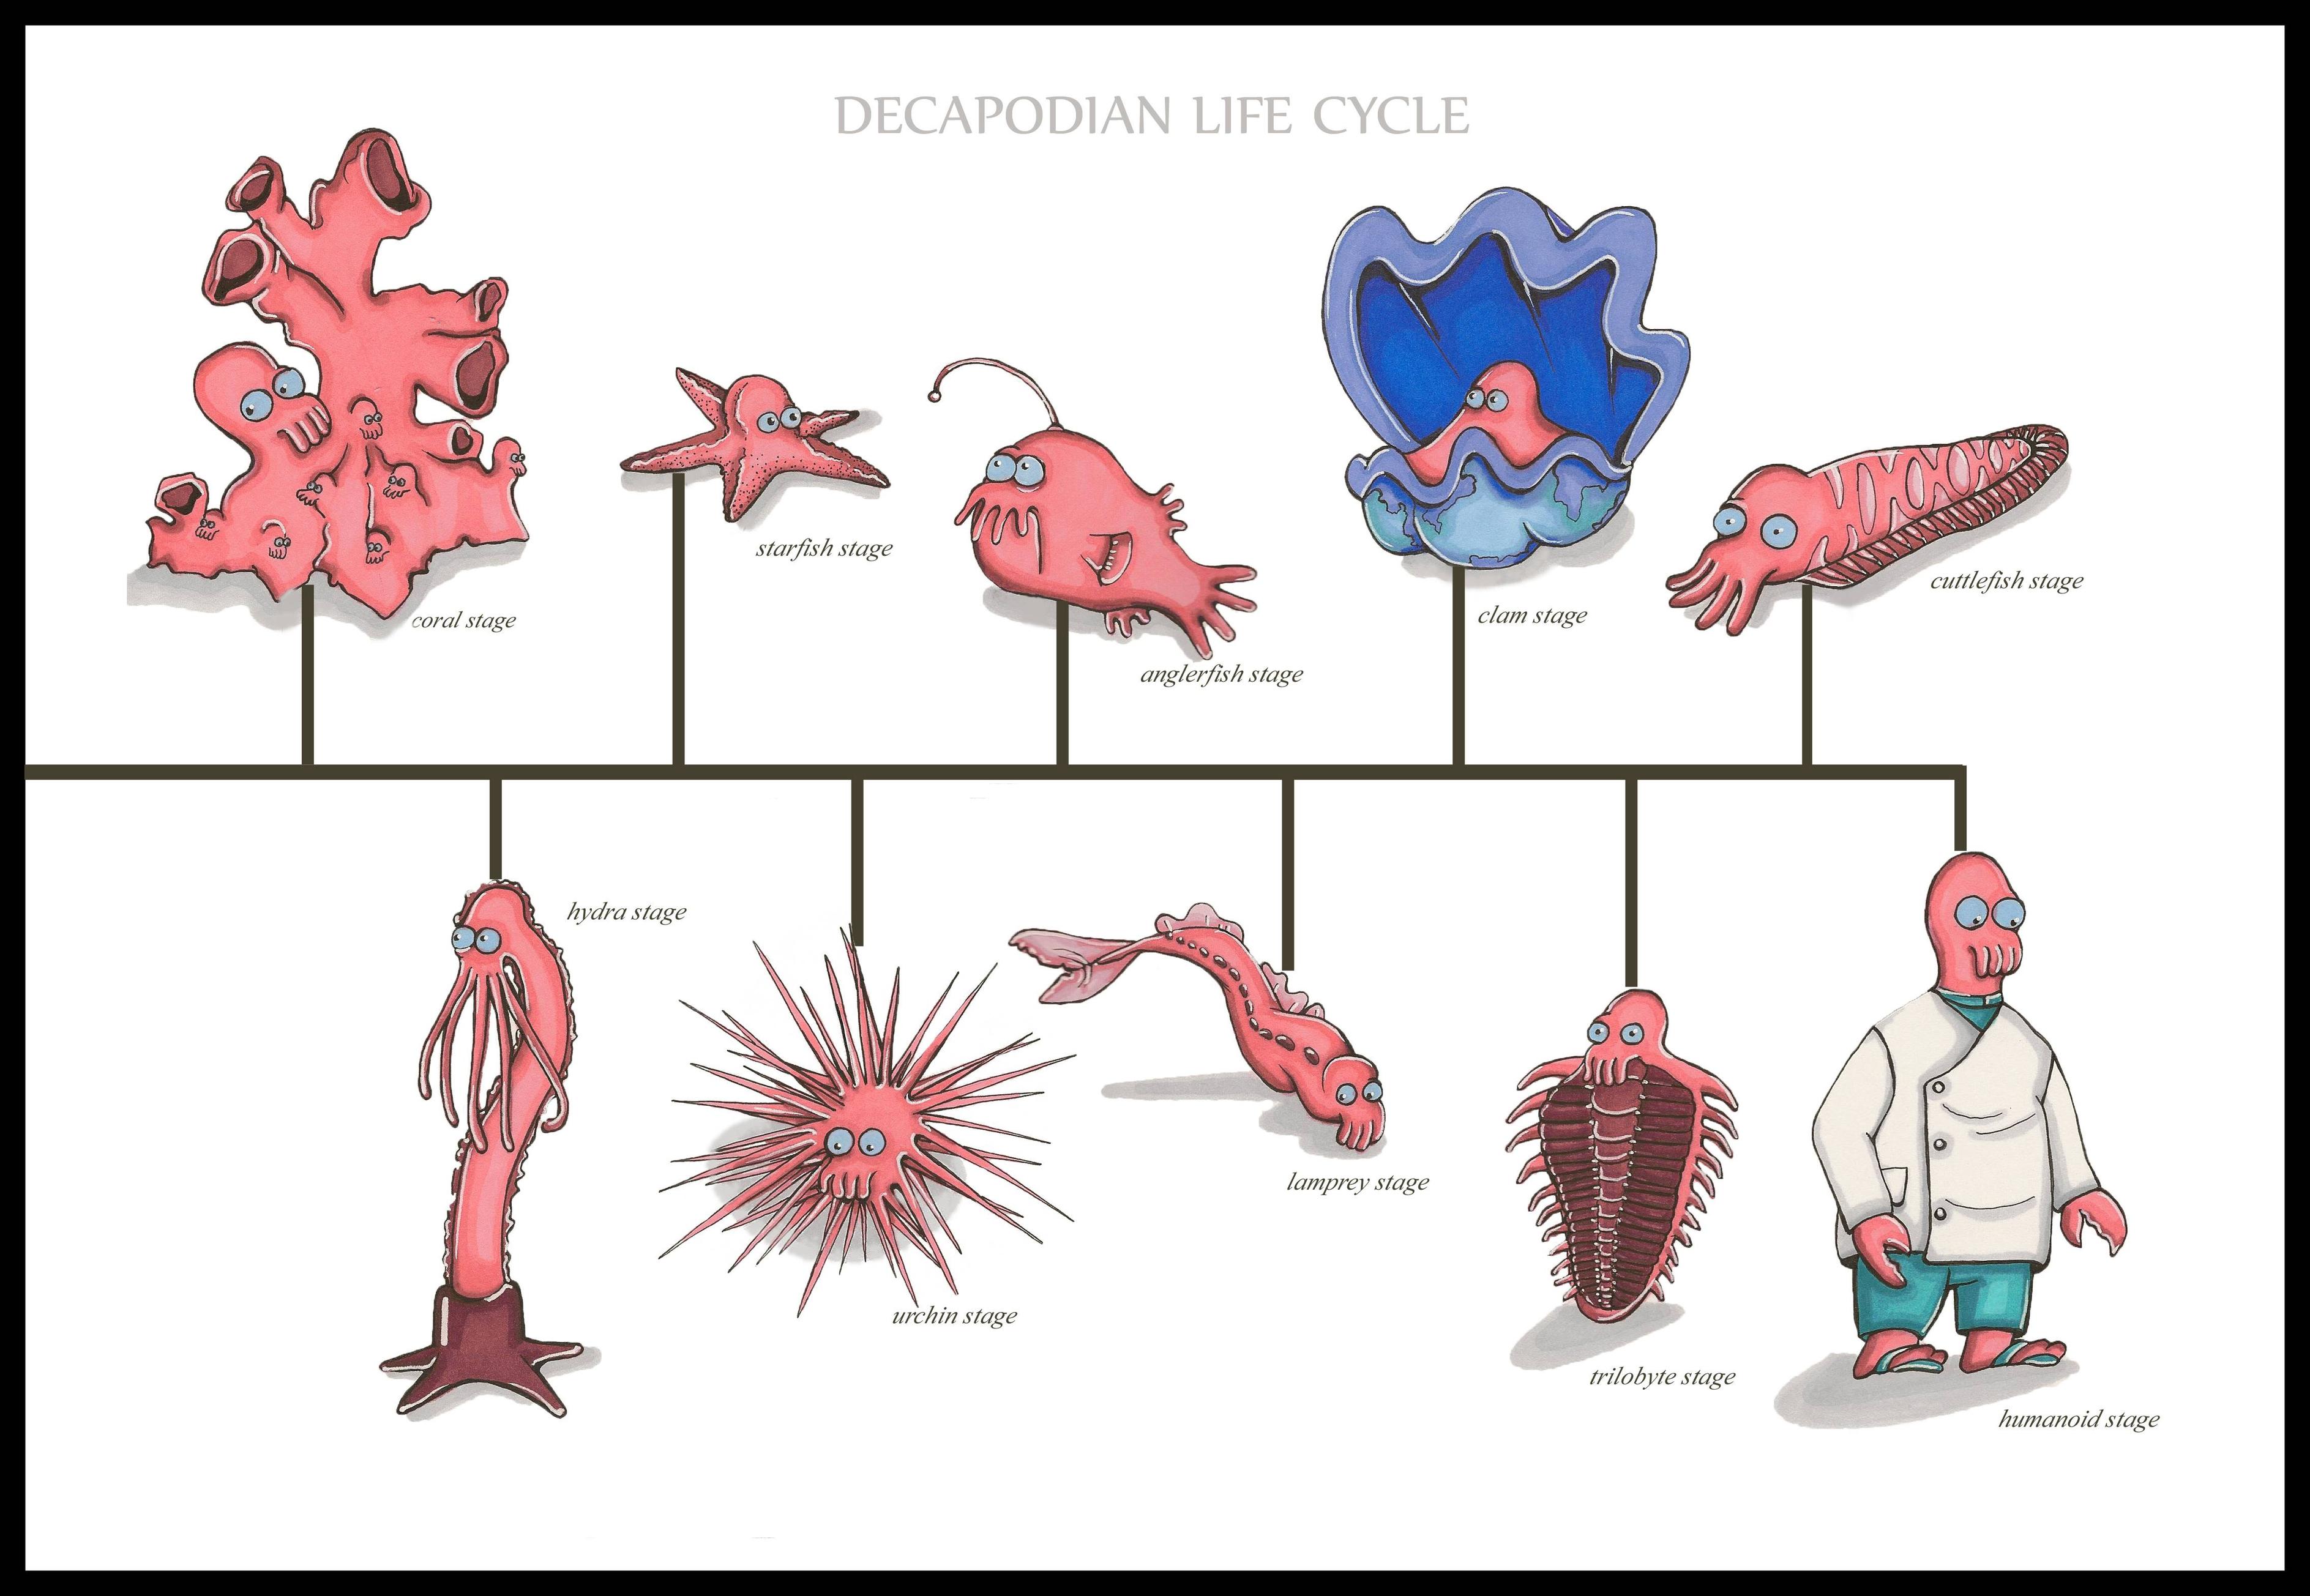 DECAPODIAN LIFE CYCLE
coral stage
starfish stage
anglerfish stage
clam stage
cuttlefish stage
hydra stage
urchin stage
lamprey stage
trilobyte stage
humanoid stage